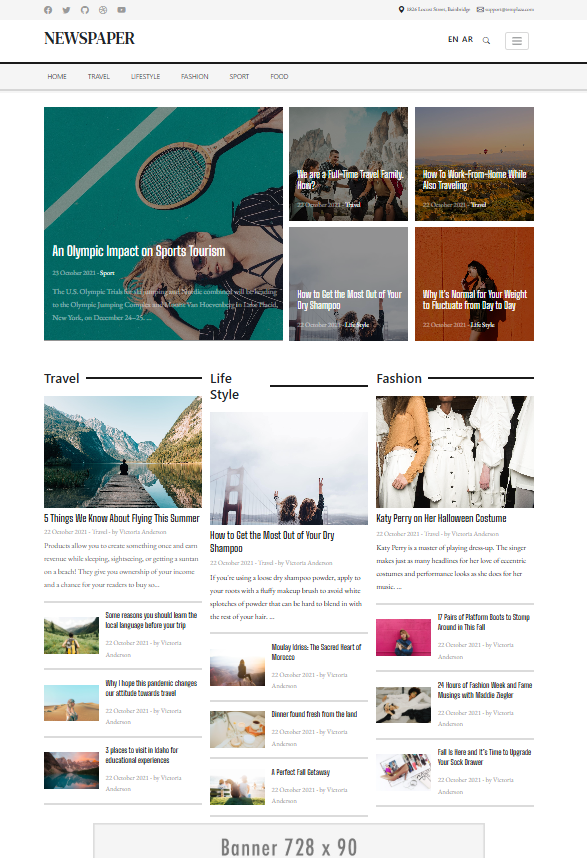 1826 Locust Street, Bainbridge support@templaza.com
NEWSPAPER
EN AR
HOME TRAVEL LIFESTYLE FASHION SPORT FOOD
An Olympic Impact on Sports Tourism
23 October 2021 - Sport
The U.S. Olympic Trials for ski jumping and Nordic combined will be heading
to the Olympic Jumping Complex and Mount Van Hoevenberg in Lake Placid,
New York, on December 24–25. ...
We are a Full-Time Travel Family.
How?
22 October 2021 - Travel
How To Work-From-Home While
Also Traveling
22 October 2021 - Travel
How to Get the Most Out of Your
Dry Shampoo
22 October 2021 - Life Style
Why It's Normal for Your Weight
to Fluctuate from Day to Day
22 October 2021 - Life Style
Travel
5 Things We Know About Flying This Summer
22 October 2021 - Travel - by Victoria Anderson
Products allow you to create something once and earn
revenue while sleeping, sightseeing, or getting a suntan
on a beach! They give you ownership of your income
and a chance for your readers to buy so...
Some reasons you should learn the
local language before your trip
22 October 2021 - by Victoria
Anderson
Why I hope this pandemic changes
our attitude towards travel
22 October 2021 - by Victoria
Anderson
3 places to visit in Idaho for
educational experiences
22 October 2021 - by Victoria
Anderson
Life
Style
How to Get the Most Out of Your Dry
Shampoo
22 October 2021 - Travel - by Victoria Anderson
If you're using a loose dry shampoo powder, apply to
your roots with a fluffy makeup brush to avoid white
splotches of powder that can be hard to blend in with
the rest of your hair. ...
Moulay Idriss: The Sacred Heart of
Morocco
22 October 2021 - by Victoria
Anderson
Dinner found fresh from the land
22 October 2021 - by Victoria
Anderson
A Perfect Fall Getaway
22 October 2021 - by Victoria
Anderson
Fashion
Katy Perry on Her Halloween Costume
22 October 2021 - Travel - by Victoria Anderson
Katy Perry is a master of playing dress-up. The singer
makes just as many headlines for her love of eccentric
costumes and performance looks as she does for her
music. ...
17 Pairs of Platform Boots to Stomp
Around in This Fall
22 October 2021 - by Victoria
Anderson
24 Hours of Fashion Week and Fame
Musings with Maddie Ziegler
22 October 2021 - by Victoria
Anderson
Fall Is Here and It's Time to Upgrade
Your Sock Drawer
22 October 2021 - by Victoria
Anderson
Banner 728 x 90